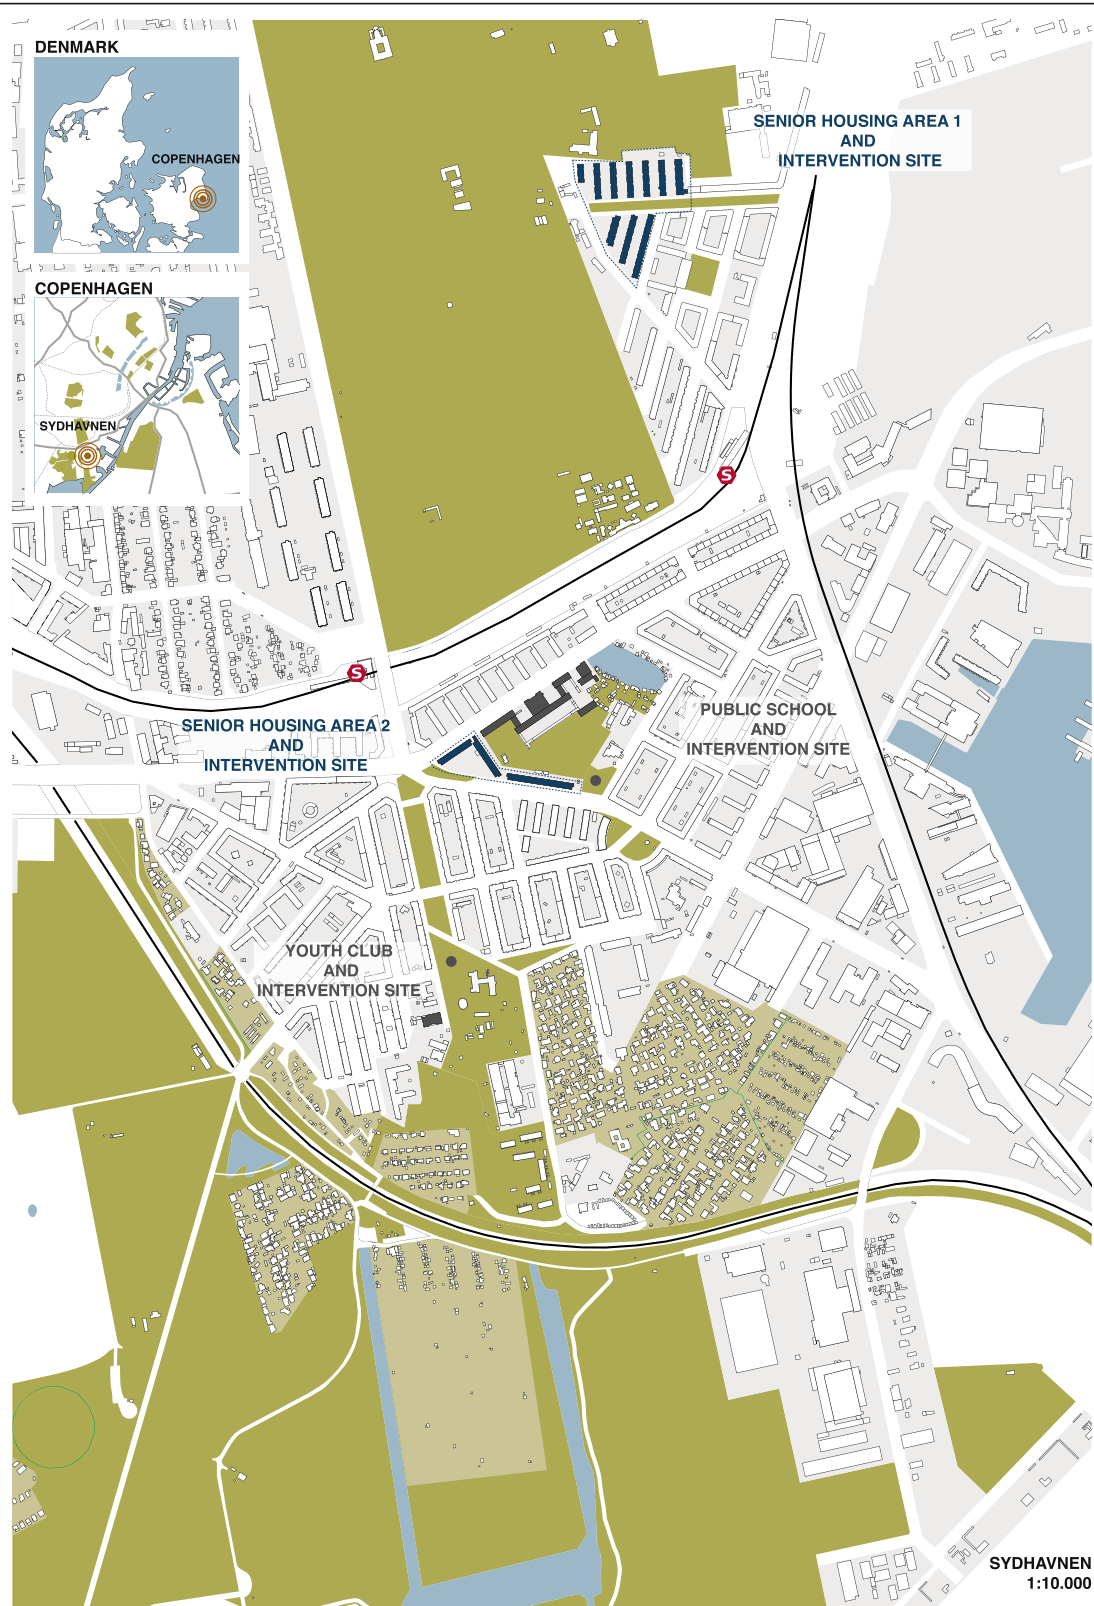 DENMARK
COPENHAGEN
SENIOR HOUSING AREA 1
AND
INTERVENTION SITE
COPENHAGEN
SYDHAVNEN
S
S
SENIOR HOUSING AREA 2
AND
INTERVENTION SITE
PUBLIC SCHOOL
AND
INTERVENTION SITE
YOUTH CLUB
AND
INTERVENTION SITE
SYDHAVNEN
1:10.000